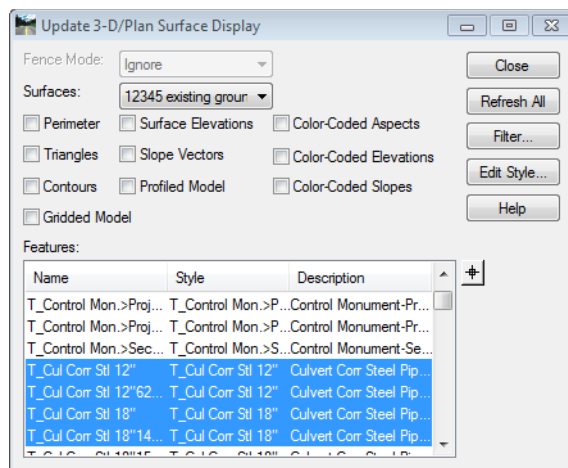 Update 3-D/Plan Surface Display
Fence Mode: Ignore Close
Surfaces: 12345 existing groun Refresh All
Perimeter Surface Elevations Color-Coded Aspects Filter...
Triangles Slope Vectors Color-Coded Elevations Edit Style...
Contours Profiled Model Color-Coded Slopes Help
Gridded Model
Features:
Name Style Description
T_Control Mon.>Proj... T_Control Mon.>P... Control Monument-Pr...
T_Control Mon.>Proj... T_Control Mon.>P... Control Monument-Pr...
T_Control Mon.>Sec... T_Control Mon.>S... Control Monument-Se...
T_Cul Corr Stl 12" T_Cul Corr Stl 12" Culvert Corr Steel Pip...
T_Cul Corr Stl 12"62... T_Cul Corr Stl 12" Culvert Corr Steel Pip...
T_Cul Corr Stl 18" T_Cul Corr Stl 18" Culvert Corr Steel Pip...
T_Cul Corr Stl 18"14... T_Cul Corr Stl 18" Culvert Corr Steel Pip...